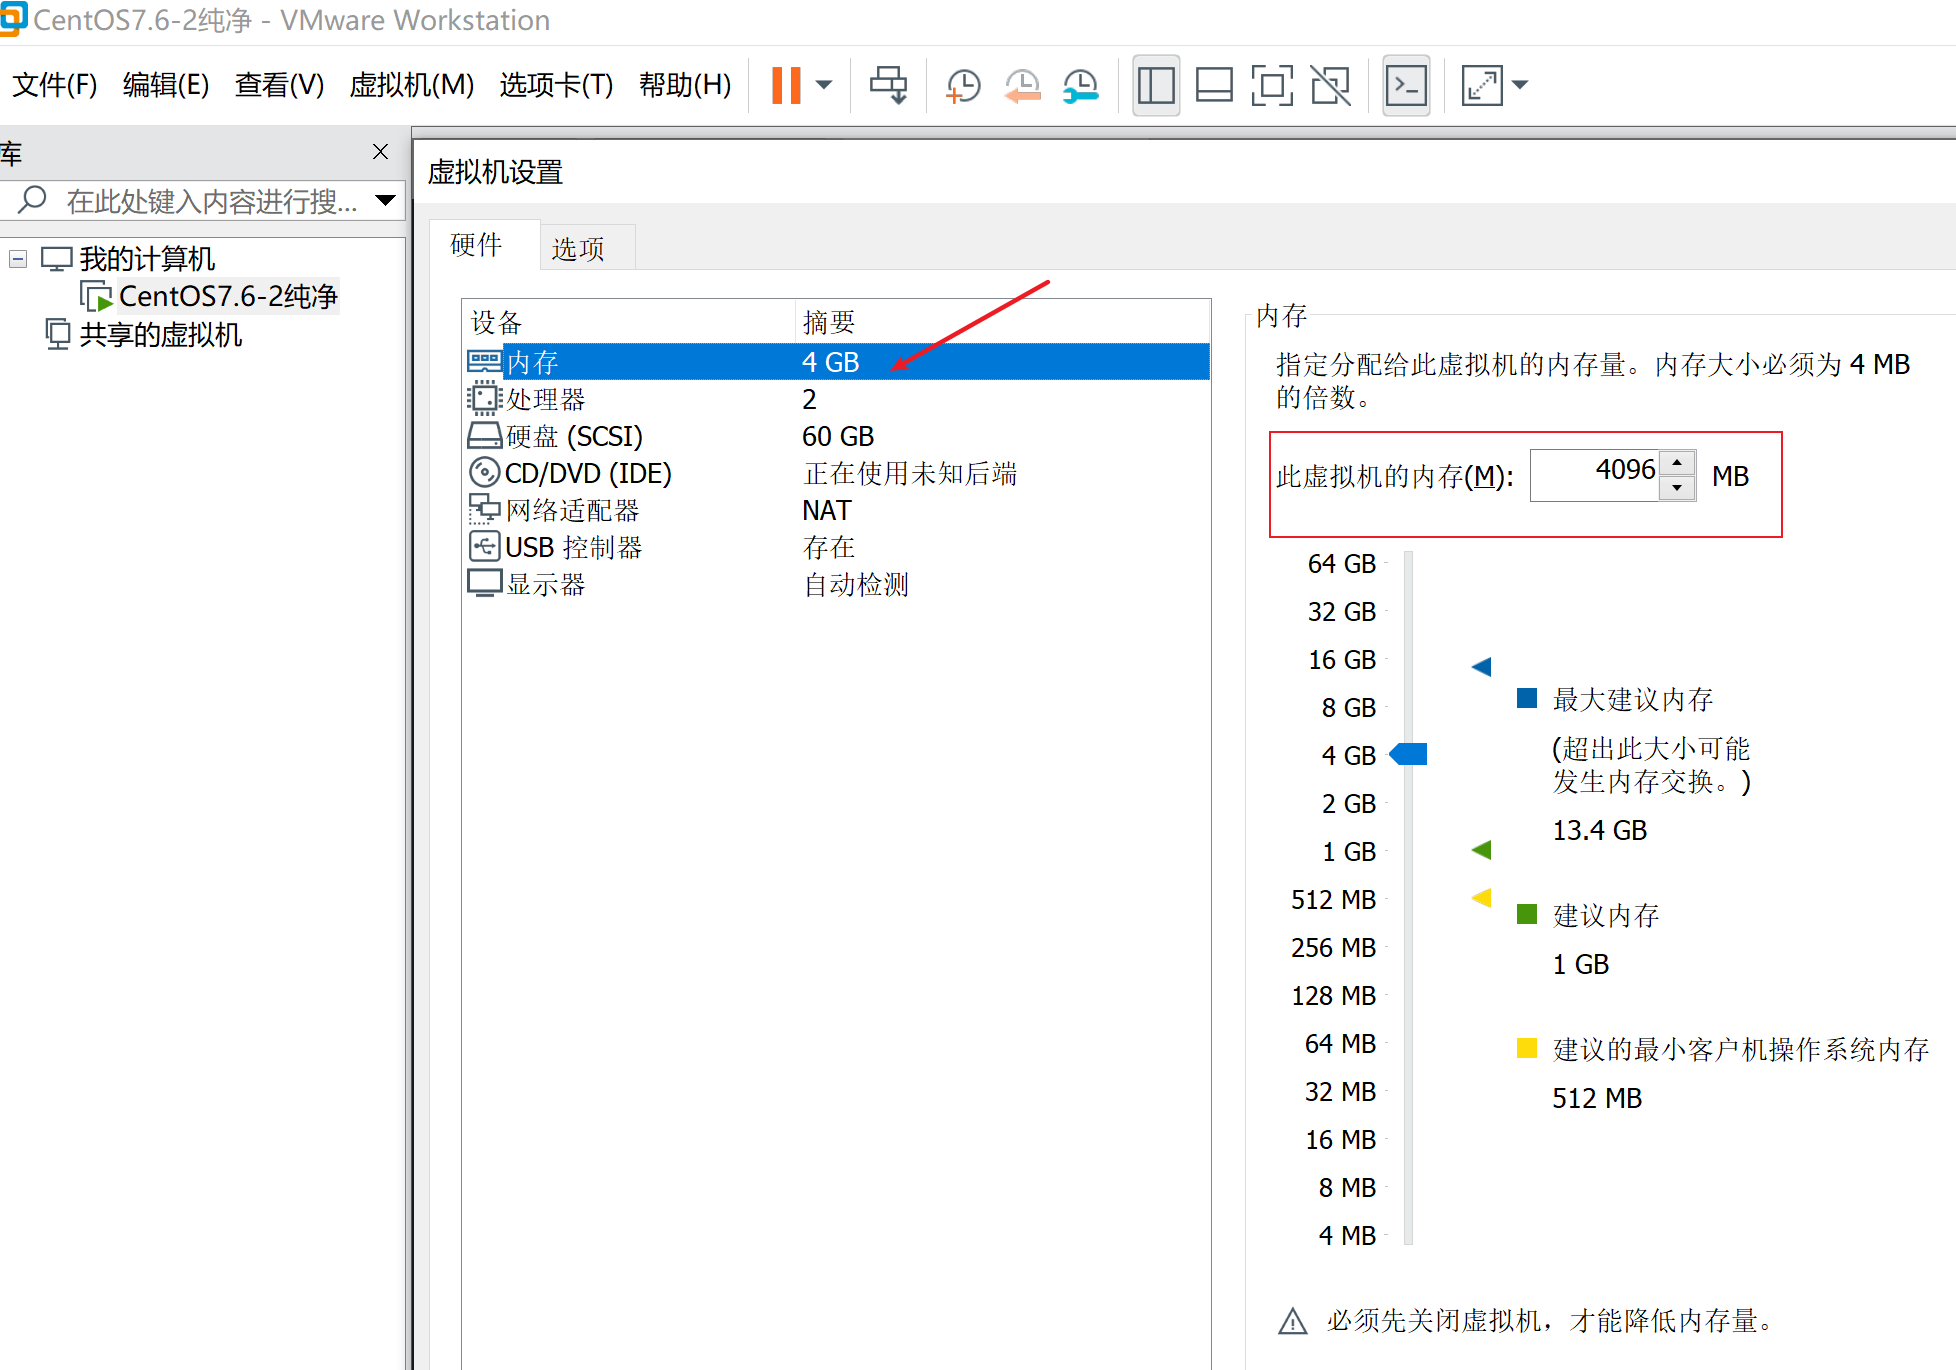 CentOS7.6-2纯净 - VMware Workstation
文件(F) 编辑(E) 查看(V) 虚拟机(M) 选项卡(T) 帮助(H)
库
在此处键入内容进行搜...
我的计算机
CentOS7.6-2纯净
共享的虚拟机
虚拟机设置
硬件 选项
设备 摘要
内存 4 GB
处理器 2
硬盘 (SCSI) 60 GB
CD/DVD (IDE) 正在使用未知后端
网络适配器 NAT
USB 控制器 存在
显示器 自动检测
内存
指定分配给此虚拟机的内存量。内存大小必须为 4 MB
的倍数。
此虚拟机的内存(M): 4096 MB
64 GB
32 GB
16 GB
8 GB
4 GB
2 GB
1 GB
512 MB
256 MB
128 MB
64 MB
32 MB
16 MB
8 MB
4 MB
最大建议内存
(超出此大小可能
发生内存交换。)
13.4 GB
建议内存
1 GB
建议的最小客户机操作系统内存
512 MB
必须先关闭虚拟机，才能降低内存量。